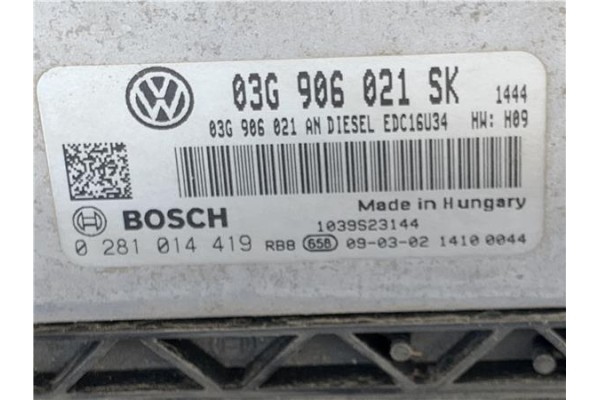 03G 906 021 SK 1444
03G 906 021 AN DIESEL EDC16U34 HW: H09
Made in Hungary
BOSCH 1039S23144
0 281 014 419 RBB 658 09-03-02 1410 0044